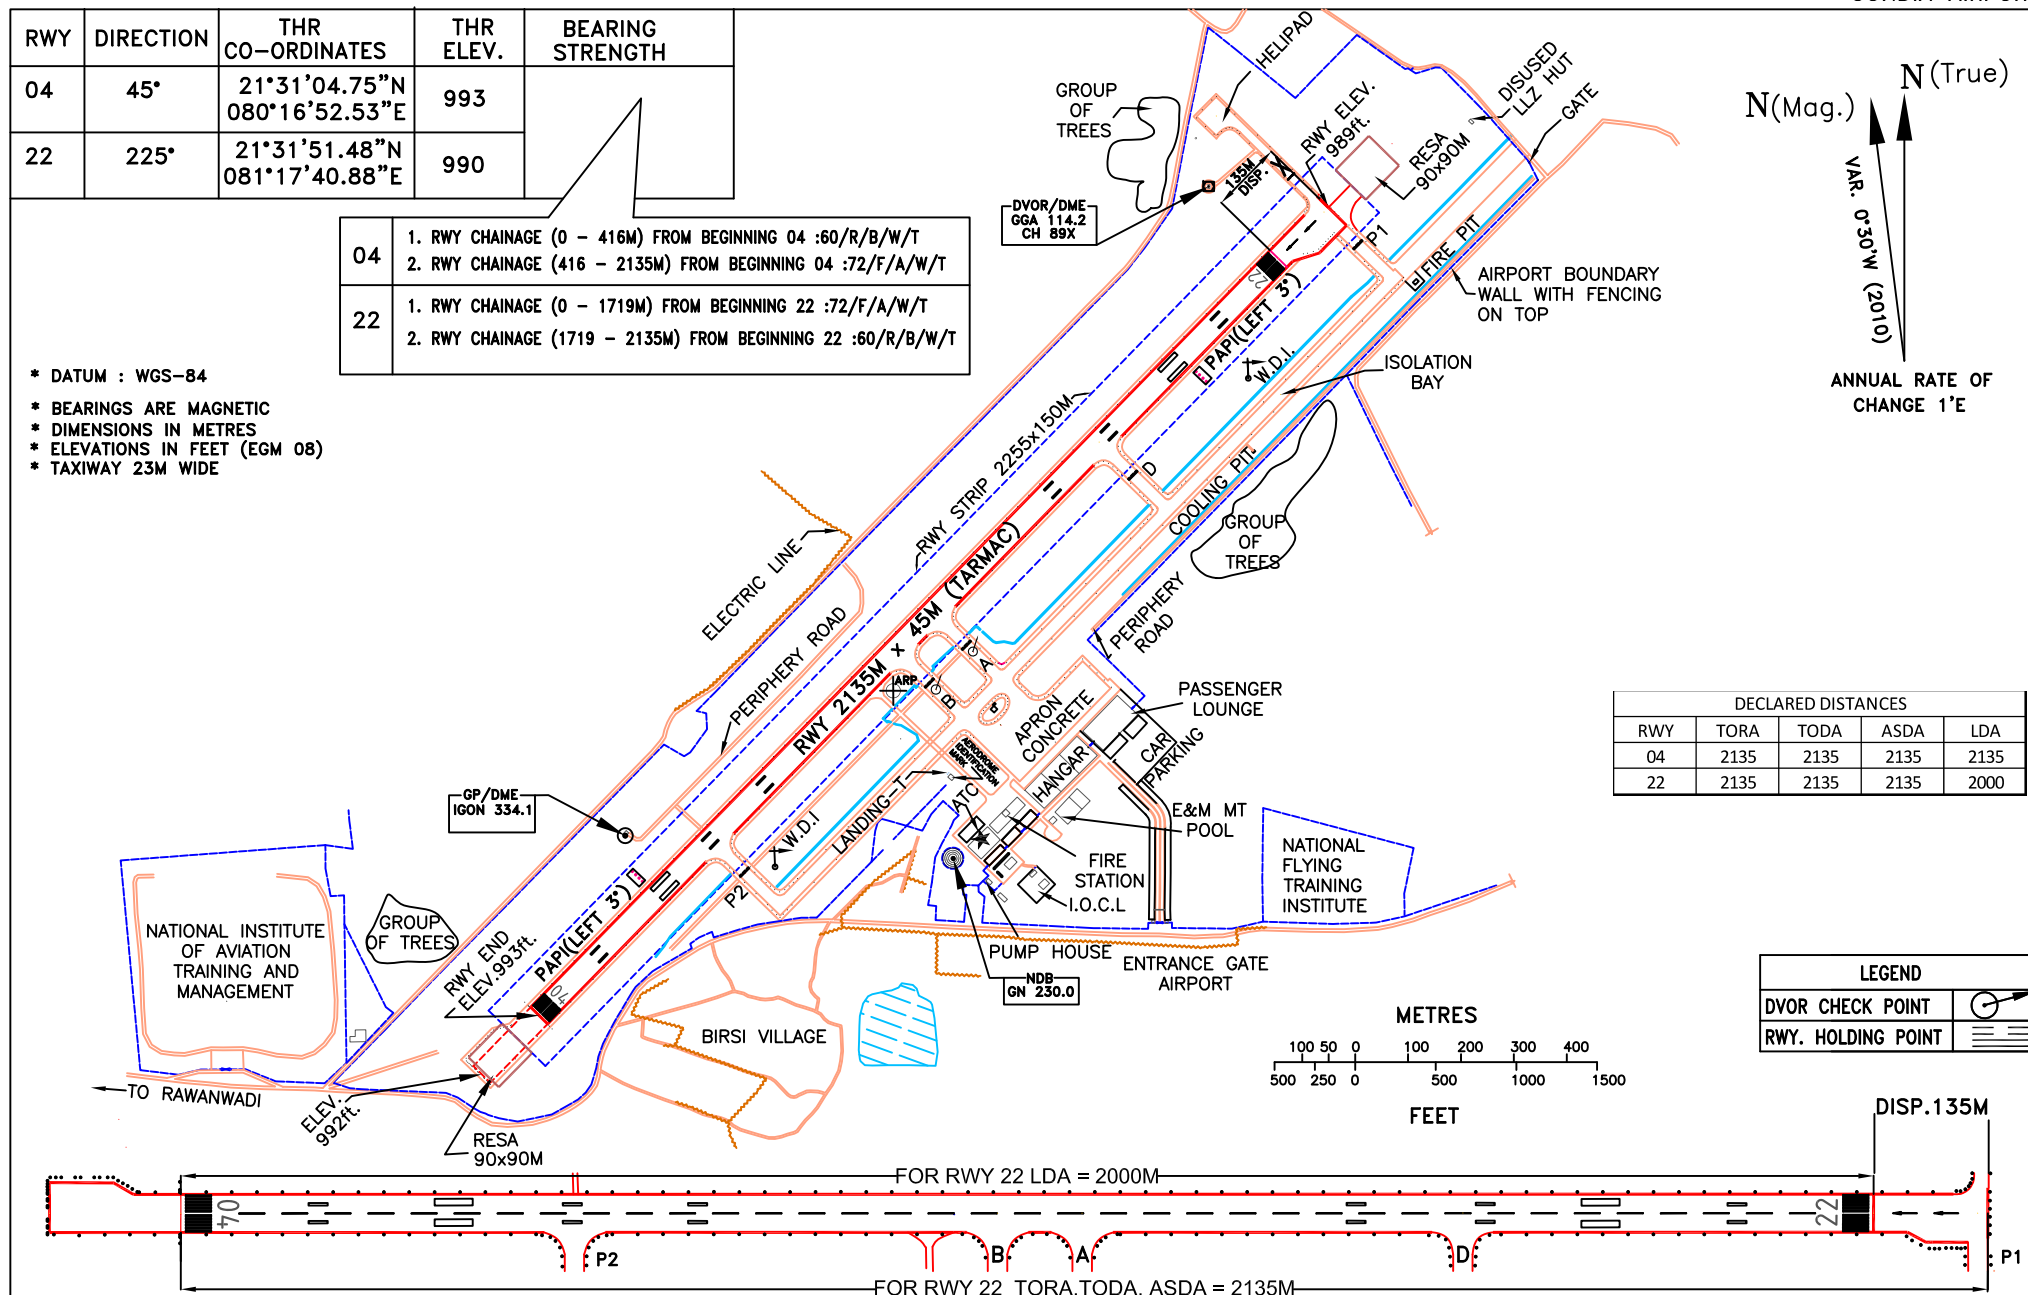 RWY DIRECTION THR CO-ORDINATES THR ELEV. BEARING STRENGTH
04 45° 21°31'04.75"N 080°16'52.53"E 993
22 225° 21°31'51.48"N 081°17'40.88"E 990
04
1. RWY CHAINAGE (0 - 416M) FROM BEGINNING 04 :60/R/B/W/T
2. RWY CHAINAGE (416 - 2135M) FROM BEGINNING 04 :72/F/A/W/T
22
1. RWY CHAINAGE (0 - 1719M) FROM BEGINNING 22 :72/F/A/W/T
2. RWY CHAINAGE (1719 - 2135M) FROM BEGINNING 22 :60/R/B/W/T
* DATUM : WGS-84
* BEARINGS ARE MAGNETIC
* DIMENSIONS IN METRES
* ELEVATIONS IN FEET (EGM 08)
* TAXIWAY 23M WIDE
HELIPAD
GROUP
OF
TREES
DVOR/DME
GGA 114.2
CH 89X
135M
DISP.
RWY ELEV.
989ft.
RESA
90x90M
DISUSED
LLZ HUT
GATE
N(Mag.)
N(True)
VAR. 0°30'W (2010)
ANNUAL RATE OF
CHANGE 1'E
P1
FIRE PIT
AIRPORT BOUNDARY
WALL WITH FENCING
ON TOP
22
PAPI(LEFT 3°)
W.D.I.
ISOLATION
BAY
RWY STRIP 2255x150M
D
COOLING PIT
GROUP
OF
TREES
ELECTRIC LINE
PERIPHERY ROAD
RWY 2135M x 45M (TARMAC)
PERIPHERY
ROAD
A
B
ARP
APRON
CONCRETE
PASSENGER
LOUNGE
CAR
PARKING
HANGAR
AERODROME
IDENTIFICATION
MARK
LANDING-T
ATC
E&M MT
POOL
FIRE
STATION
I.O.C.L
PUMP HOUSE
NDB
GN 230.0
ENTRANCE GATE
AIRPORT
NATIONAL
FLYING
TRAINING
INSTITUTE
GP/DME
IGON 334.1
W.D.I
P2
PAPI(LEFT 3°)
04
RWY END
ELEV.993ft.
GROUP
OF TREES
NATIONAL INSTITUTE
OF AVIATION
TRAINING AND
MANAGEMENT
BIRSI VILLAGE
TO RAWANWADI
ELEV.
992ft.
RESA
90x90M
DECLARED DISTANCES
RWY TORA TODA ASDA LDA
04 2135 2135 2135 2135
22 2135 2135 2135 2000
LEGEND
DVOR CHECK POINT
RWY. HOLDING POINT
METRES
100 50 0 100 200 300 400
500 250 0 500 1000 1500
FEET
DISP.135M
FOR RWY 22 LDA = 2000M
04
22
P2
B
A
D
P1
FOR RWY 22 TORA,TODA, ASDA = 2135M